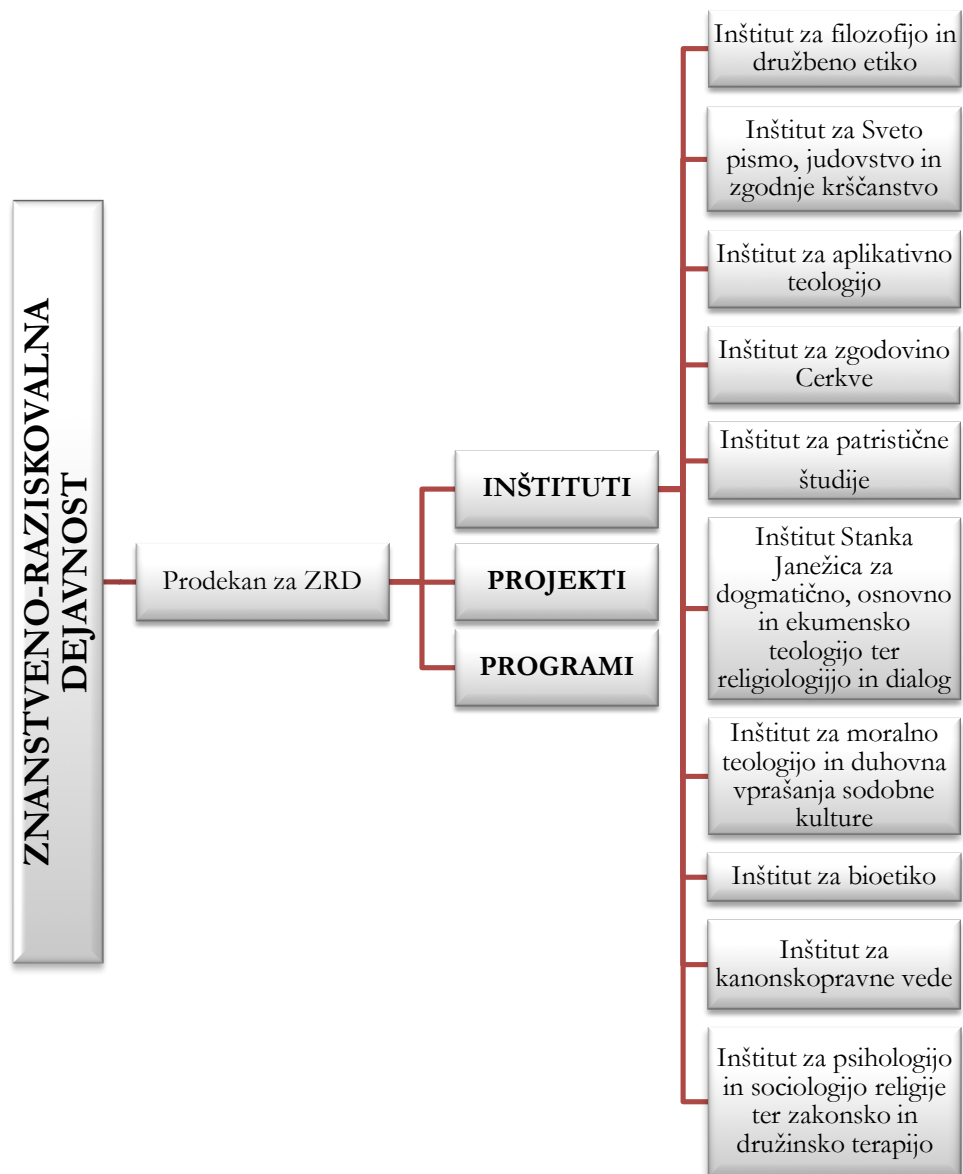 ZNANSTVENO-RAZISKOVALNA
DEJAVNOST
Prodekan za ZRD
INŠTITUTI
PROJEKTI
PROGRAMI
Inštitut za filozofijo in
družbeno etiko
Inštitut za Sveto
pismo, judovstvo in
zgodnje krščanstvo
Inštitut za aplikativno
teologijo
Inštitut za zgodovino
Cerkve
Inštitut za patristične
študije
Inštitut Stanka
Janežica za
dogmatično, osnovno
in ekumensko
teologijo ter
religiologijjo in dialog
Inštitut za moralno
teologijo in duhovna
vprašanja sodobne
kulture
Inštitut za bioetiko
Inštitut za
kanonskopravne vede
Inštitut za psihologijo
in sociologijo religije
ter zakonsko in
družinsko terapijo